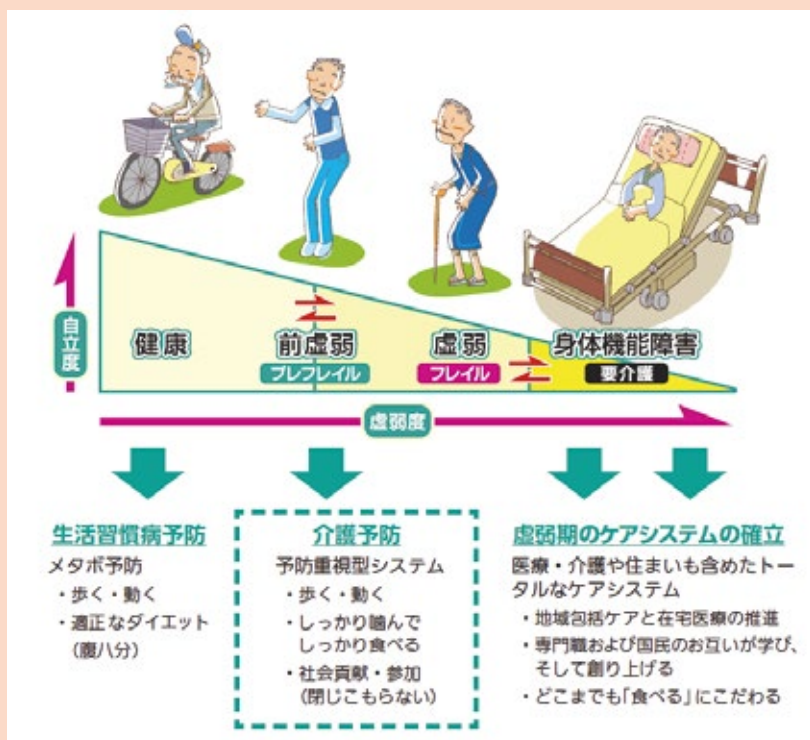 自立度
健康
前虚弱
プレフレイル
虚弱
フレイル
身体機能障害
要介護
虚弱度
生活習慣病予防
メタボ予防
・歩く・動く
・適正なダイエット
(腹八分)
介護予防
予防重視型システム
・歩く・動く
・しっかり噛んで
しっかり食べる
・社会貢献・参加
(閉じこもらない)
虚弱期のケアシステムの確立
医療・介護や住まいも含めたトー
タルなケアシステム
・地域包括ケアと在宅医療の推進
・専門職および国民のお互いが学び、
そして創り上げる
・どこまでも「食べる」にこだわる